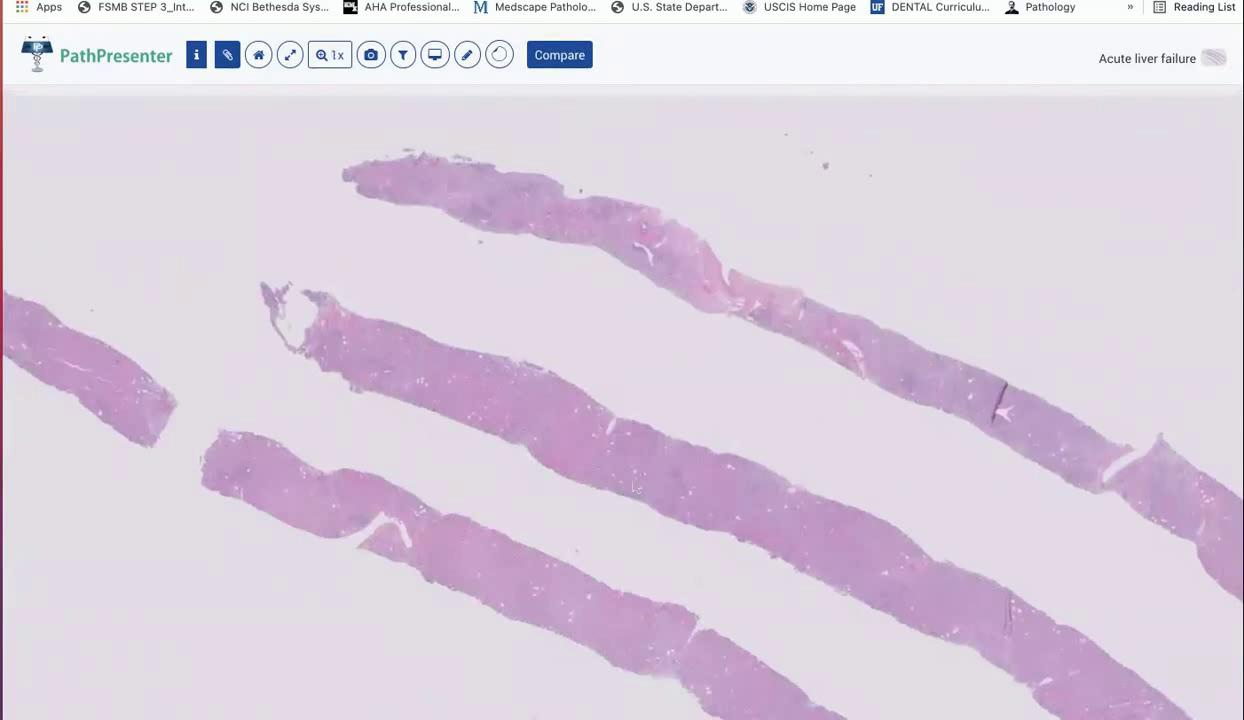 Apps FSMB STEP 3_Int... NCI Bethesda Sys... AHA Professional... Medscape Patholo... U.S. State Depart... USCIS Home Page UF DENTAL Curriculu... Pathology » Reading List
PathPresenter i 1x Compare Acute liver failure